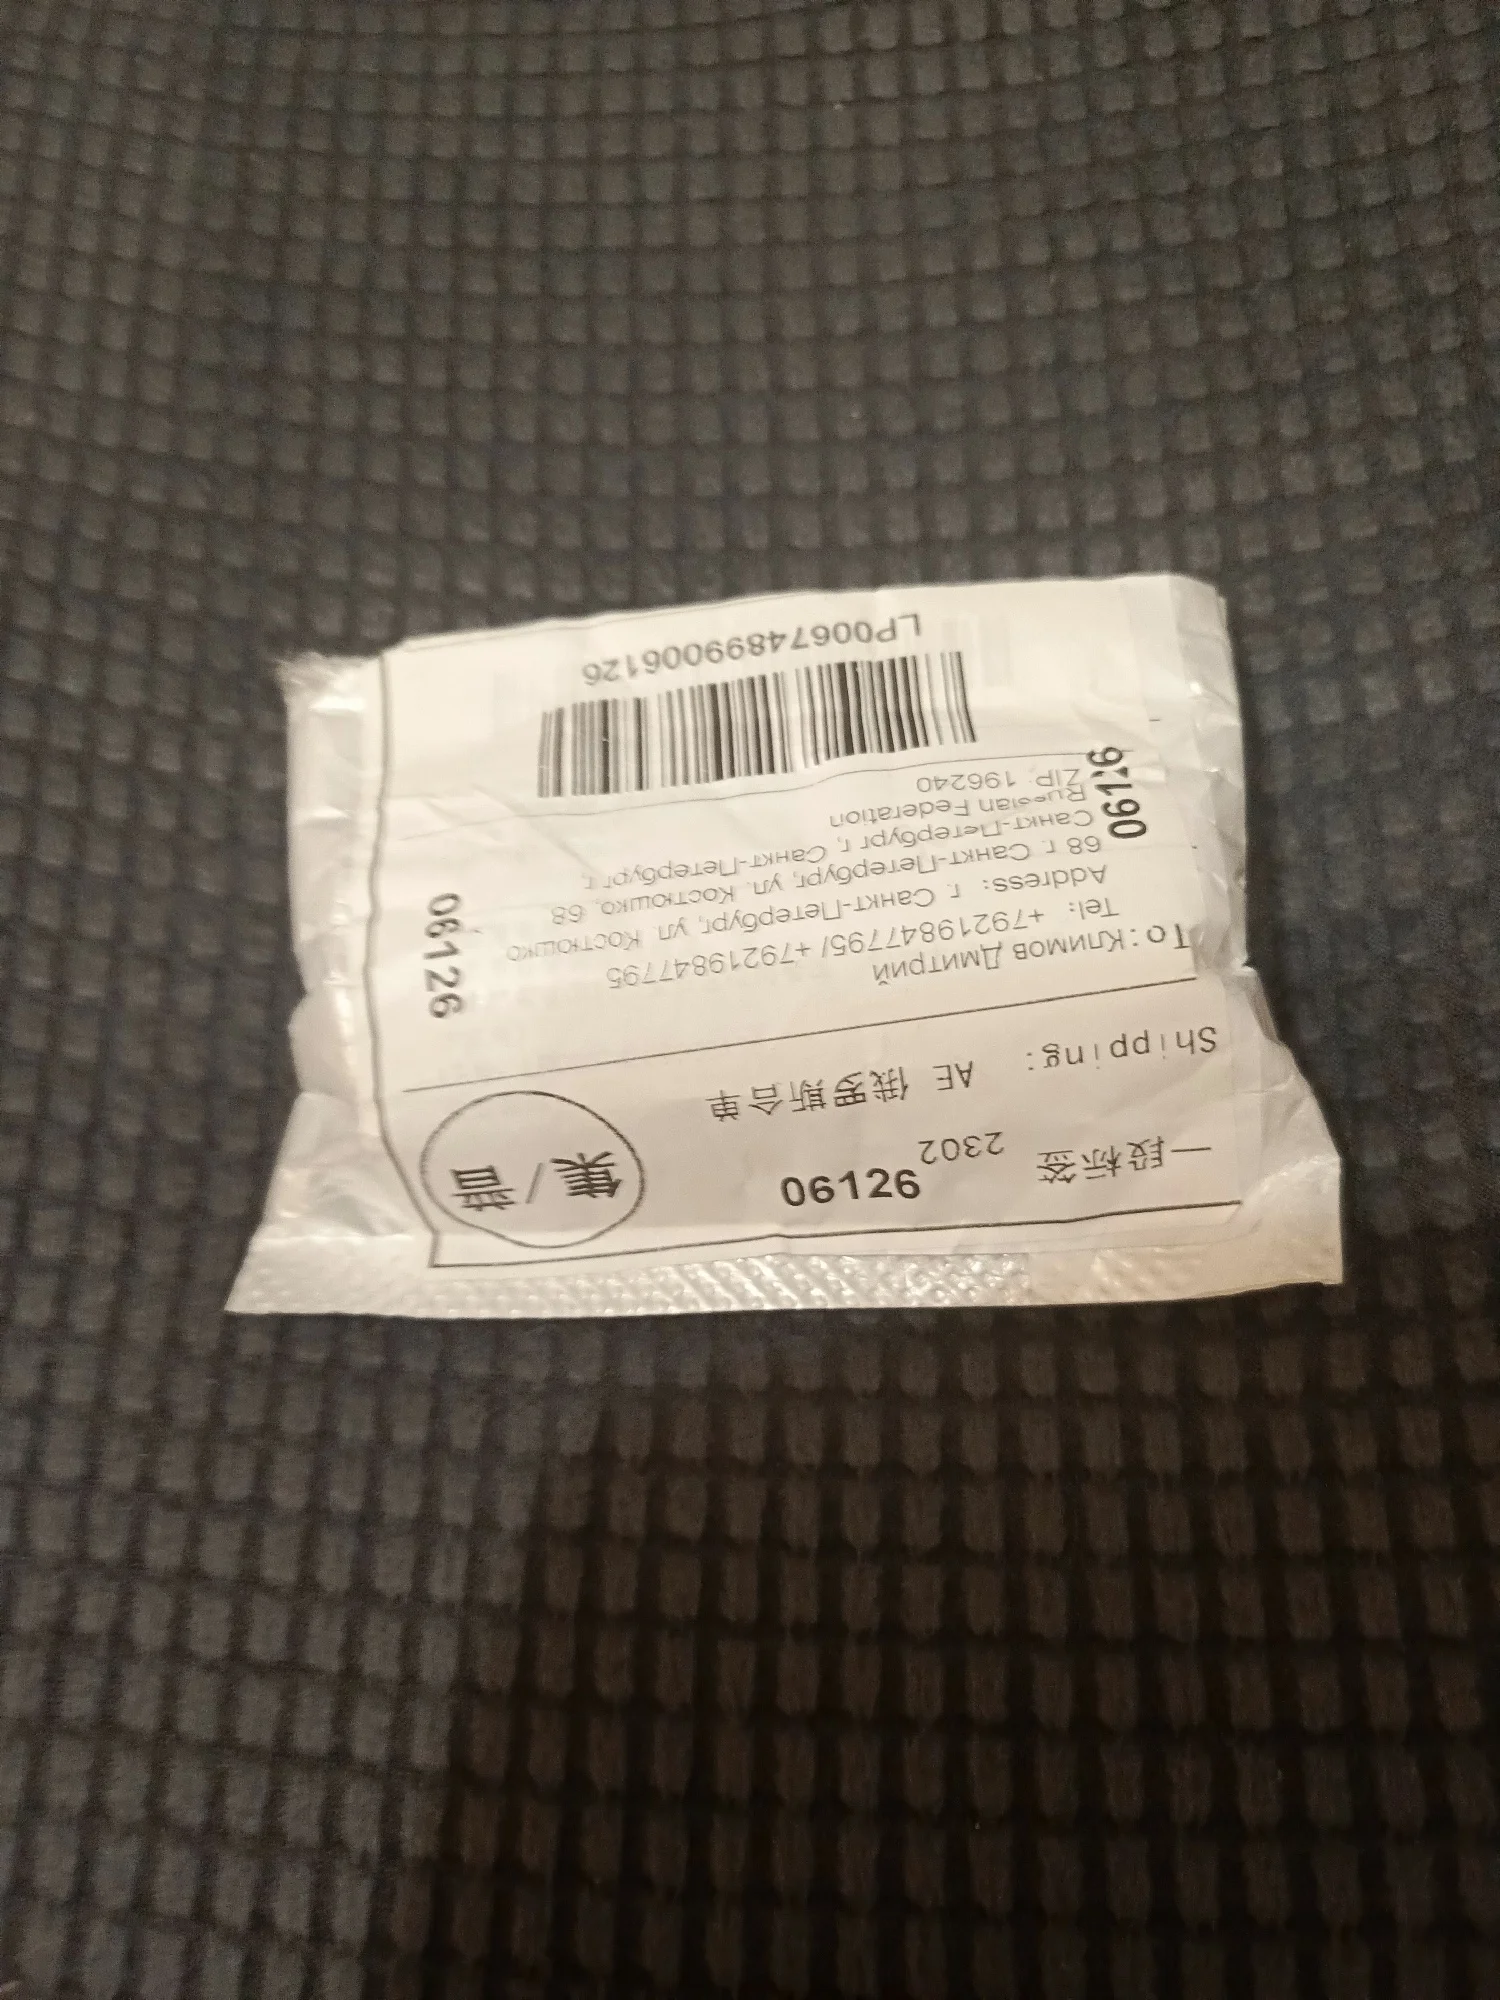 一段标签 2302
06126
集/普
Shipping: AE 俄罗斯合单
To:Климов Дмитрий
Tel: +79219847795/+79219847795
Address: г. Санкт-Петербург, ул. Костюшко
68 г. Санкт-Петербург, ул. Костюшко, 68
Санкт-Петербург г, Санкт-Петербург г,
Russian Federation
ZIP: 196240
06126
06126
LP00674899006126